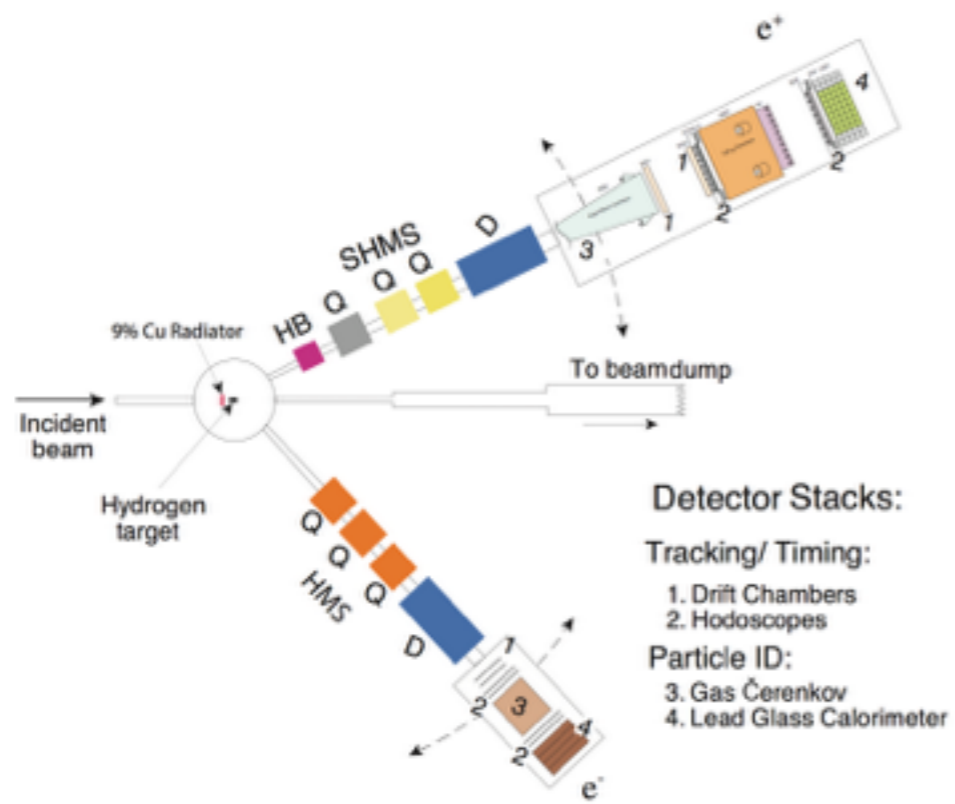 e⁺
4
1
2
2
3
1
D
SHMS
Q
Q
Q
HB
9% Cu Radiator
To beamdump
Incident
beam
Hydrogen
target
Q
Q
Q
HMS
D
1
2
3
4
2
e⁻
Detector Stacks:
Tracking/ Timing:
1. Drift Chambers
2. Hodoscopes
Particle ID:
3. Gas Čerenkov
4. Lead Glass Calorimeter